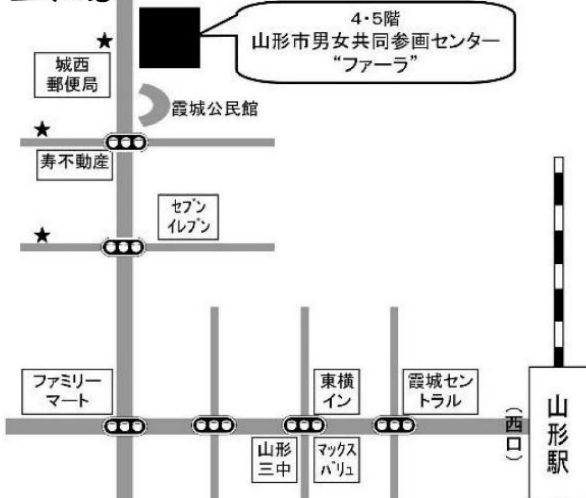 4・5階
山形市男女共同参画センター
“ファーラ”
★
城西
郵便局
霞城公民館
★
寿不動産
セブン
イレブン
★
ファミリー
マート
東横
イン
霞城セン
トラル
山形
三中
マックス
バリュ
(西口)
山形駅